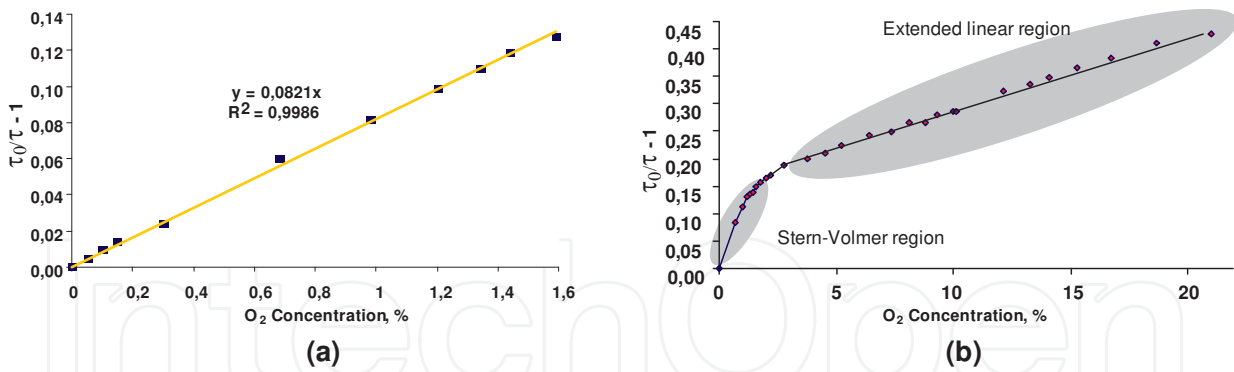 0,14
0,12
0,10
0,08
0,06
0,04
0,02
0,00
τ0/τ - 1
y = 0,0821x
R² = 0,9986
0 0,2 0,4 0,6 0,8 1 1,2 1,4 1,6
O₂ Concentration, %
(a)
0,45
0,40
0,35
0,30
0,25
0,20
0,15
0,10
0,05
0,00
τ0/τ - 1
Extended linear region
Stern-Volmer region
0 5 10 15 20
O₂ Concentration, %
(b)
IntechOpen